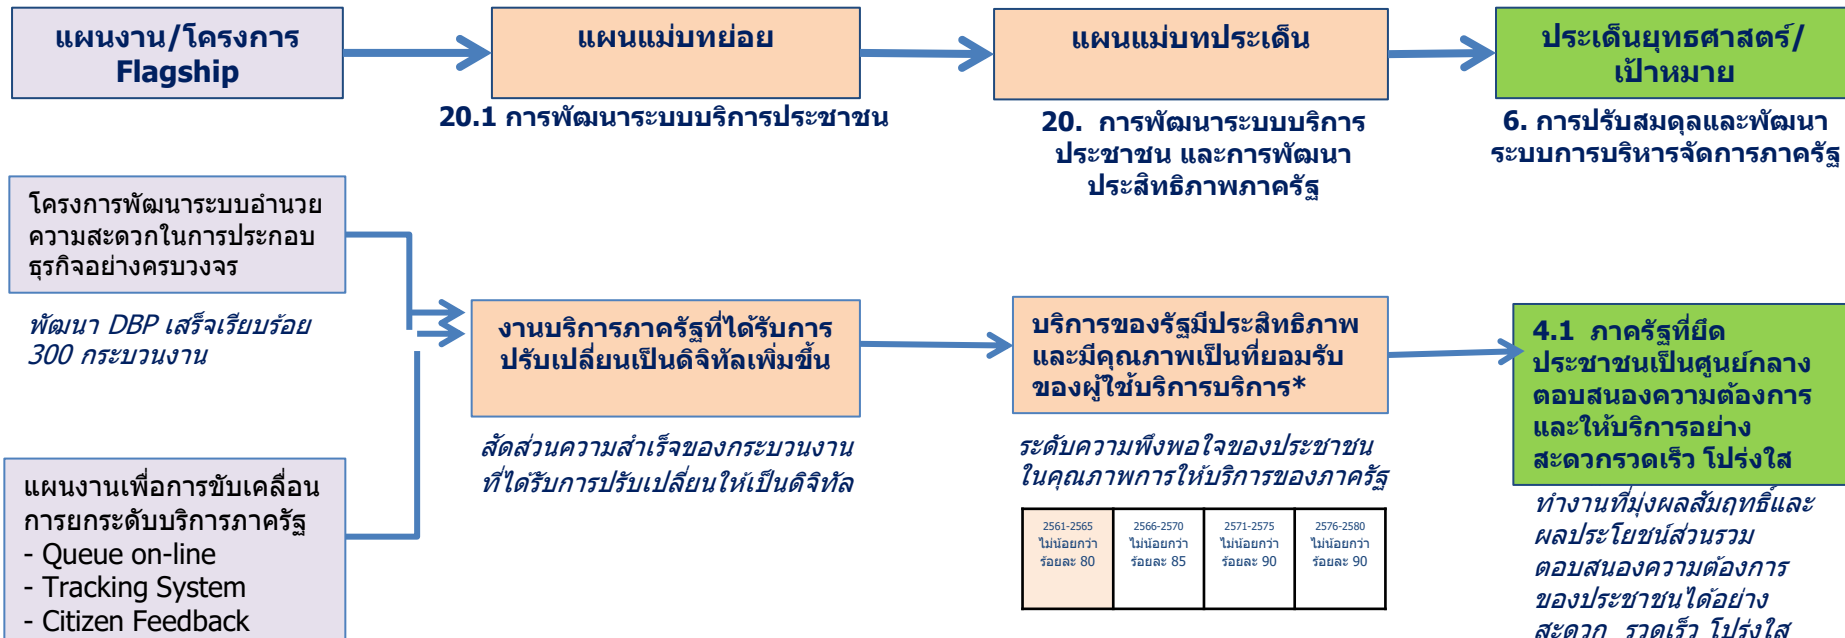 แผนงาน/โครงการ
Flagship
แผนแม่บทย่อย
แผนแม่บทประเด็น
ประเด็นยุทธศาสตร์/
เป้าหมาย
20.1 การพัฒนาระบบบริการประชาชน
20. การพัฒนาระบบบริการ
ประชาชน และการพัฒนา
ประสิทธิภาพภาครัฐ
6. การปรับสมดุลและพัฒนา
ระบบการบริหารจัดการภาครัฐ
โครงการพัฒนาระบบอำนวย
ความสะดวกในการประกอบ
ธุรกิจอย่างครบวงจร
พัฒนา DBP เสร็จเรียบร้อย
300 กระบวนงาน
แผนงานเพื่อการขับเคลื่อน
การยกระดับบริการภาครัฐ
- Queue on-line
- Tracking System
- Citizen Feedback
งานบริการภาครัฐที่ได้รับการ
ปรับเปลี่ยนเป็นดิจิทัลเพิ่มขึ้น
สัดส่วนความสำเร็จของกระบวนงาน
ที่ได้รับการปรับเปลี่ยนให้เป็นดิจิทัล
บริการของรัฐมีประสิทธิภาพ
และมีคุณภาพเป็นที่ยอมรับ
ของผู้ใช้บริการบริการ*
ระดับความพึงพอใจของประชาชน
ในคุณภาพการให้บริการของภาครัฐ
2561-2565
ไม่น้อยกว่า
ร้อยละ 80
2566-2570
ไม่น้อยกว่า
ร้อยละ 85
2571-2575
ไม่น้อยกว่า
ร้อยละ 90
2576-2580
ไม่น้อยกว่า
ร้อยละ 90
4.1 ภาครัฐที่ยึด
ประชาชนเป็นศูนย์กลาง
ตอบสนองความต้องการ
และให้บริการอย่าง
สะดวกรวดเร็ว โปร่งใส
ทำงานที่มุ่งผลสัมฤทธิ์และ
ผลประโยชน์ส่วนรวม
ตอบสนองความต้องการ
ของประชาชนได้อย่าง
สะดวก รวดเร็ว โปร่งใส